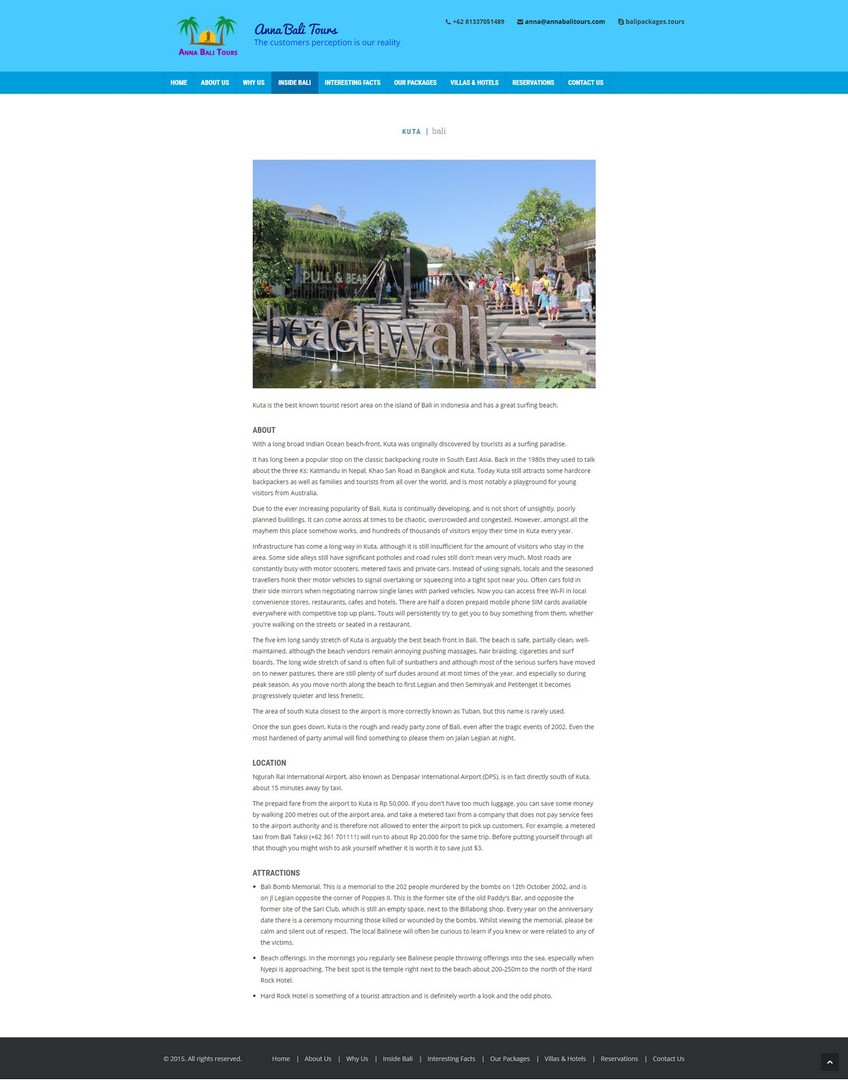 ANNA BALI TOURS
Anna Bali Tours
The customers perception is our reality
+62 81337051489
anna@annabalitours.com
balipackages.tours
HOME ABOUT US WHY US INSIDE BALI INTERESTING FACTS OUR PACKAGES VILLAS & HOTELS RESERVATIONS CONTACT US
KUTA | bali
PULL & BEAR
beachwalk
Kuta is the best known tourist resort area on the island of Bali in Indonesia and has a great surfing beach.
ABOUT
With a long broad Indian Ocean beach-front, Kuta was originally discovered by tourists as a surfing paradise.
It has long been a popular stop on the classic backpacking route in South East Asia. Back in the 1980s they used to talk
about the three Ks: Katmandu in Nepal, Khao San Road in Bangkok and Kuta. Today Kuta still attracts some hardcore
backpackers as well as families and tourists from all over the world, and is most notably a playground for young
visitors from Australia.
Due to the ever increasing popularity of Bali, Kuta is continually developing, and is not short of unsightly, poorly
planned buildings. It can come across at times to be chaotic, overcrowded and congested. However, amongst all the
mayhem this place somehow works, and hundreds of thousands of visitors enjoy their time in Kuta every year.
Infrastructure has come a long way in Kuta, although it is still insufficient for the amount of visitors who stay in the
area. Some side alleys still have significant potholes and road rules still don't mean very much. Most roads are
constantly busy with motor scooters, metered taxis and private cars. Instead of using signals, locals and the seasoned
travellers honk their motor vehicles to signal overtaking or squeezing into a tight spot near you. Often cars fold in
their side mirrors when negotiating narrow single lanes with parked vehicles. Now you can access free Wi-Fi in local
convenience stores, restaurants, cafes and hotels. There are half a dozen prepaid mobile phone SIM cards available
everywhere with competitive top up plans. Touts will persistently try to get you to buy something from them, whether
you're walking on the streets or seated in a restaurant.
The five km long sandy stretch of Kuta is arguably the best beach front in Bali. The beach is safe, partially clean, well-
maintained, although the beach vendors remain annoying pushing massages, hair braiding, cigarettes and surf
boards. The long wide stretch of sand is often full of sunbathers and although most of the serious surfers have moved
on to newer pastures, there are still plenty of surf dudes around at most times of the year, and especially so during
peak season. As you move north along the beach to first Legian and then Seminyak and Petitenget it becomes
progressively quieter and less frenetic.
The area of south Kuta closest to the airport is more correctly known as Tuban, but this name is rarely used.
Once the sun goes down, Kuta is the rough and ready party zone of Bali, even after the tragic events of 2002. Even the
most hardened of party animal will find something to please them on Jalan Legian at night.
LOCATION
Ngurah Rai International Airport, also known as Denpasar International Airport (DPS), is in fact directly south of Kuta,
about 15 minutes away by taxi.
The prepaid fare from the airport to Kuta is Rp 50,000. If you don't have too much luggage, you can save some money
by walking 200 metres out of the airport area, and take a metered taxi from a company that does not pay service fees
to the airport authority and is therefore not allowed to enter the airport to pick up customers. For example, a metered
taxi from Bali Taksi (+62 361 701111) will run to about Rp 20,000 for the same trip. Before putting yourself through all
that though you might wish to ask yourself whether it is worth it to save just $3.
ATTRACTIONS
• Bali Bomb Memorial. This is a memorial to the 202 people murdered by the bombs on 12th October 2002, and is
on Jl Legian opposite the corner of Poppies II. This is the former site of the old Paddy's Bar, and opposite the
former site of the Sari Club, which is still an empty space, next to the Billabong shop. Every year on the anniversary
date there is a ceremony mourning those killed or wounded by the bombs. Whilst viewing the memorial, please be
calm and silent out of respect. The local Balinese will often be curious to learn if you knew or were related to any of
the victims.
• Beach offerings. In the mornings you regularly see Balinese people throwing offerings into the sea, especially when
Nyepi is approaching. The best spot is the temple right next to the beach about 200-250m to the north of the Hard
Rock Hotel.
• Hard Rock Hotel is something of a tourist attraction and is definitely worth a look and the odd photo.
© 2015. All rights reserved. Home | About Us | Why Us | Inside Bali | Interesting Facts | Our Packages | Villas & Hotels | Reservations | Contact Us